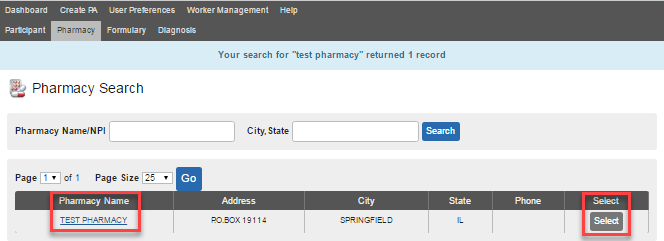 Dashboard Create PA User Preferences Worker Management Help
Participant Pharmacy Formulary Diagnosis
Your search for "test pharmacy" returned 1 record
Pharmacy Search
Pharmacy Name/NPI City,State Search
Page 1 of 1 Page Size 25 Go
Pharmacy Name Address City State Phone Select
TEST PHARMACY P.O.BOX 19114 SPRINGFIELD IL Select